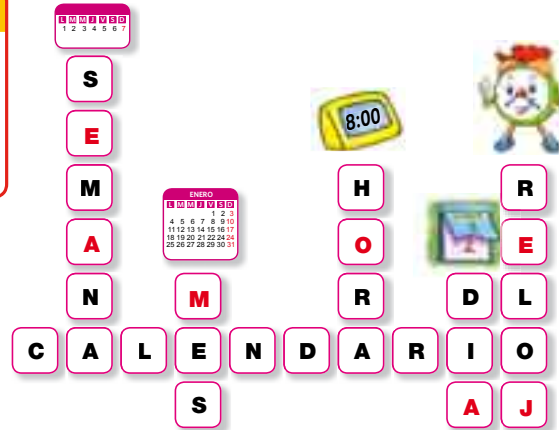 L M M J V S D
1 2 3 4 5 6 7
S
E
8:00
M H R
ENERO
L M M J V S D
1 2 3
4 5 6 7 8 9 10
11 12 13 14 15 16 17
18 19 20 21 22 23 24
25 26 27 28 29 30 31
A O E
N M R D L
C A L E N D A R I O
S A J